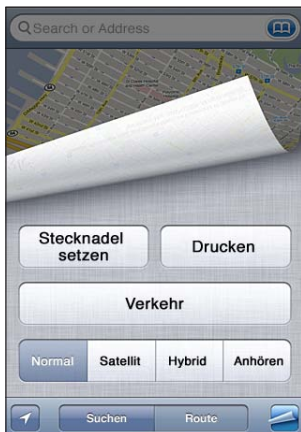 Search or Address
Stecknadel
setzen
Drucken
Verkehr
Normal
Satellit
Hybrid
Anhören
Suchen
Route